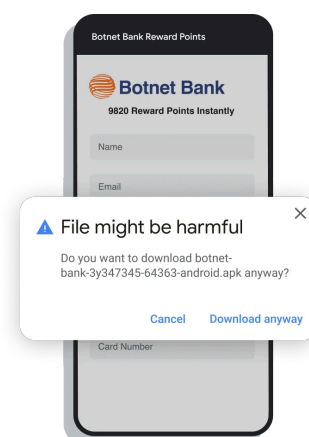 Botnet Bank Reward Points
Botnet Bank
9820 Reward Points Instantly
Name
Email
File might be harmful
Do you want to download botnet-
bank-3y347345-64363-android.apk anyway?
Cancel Download anyway
Card Number